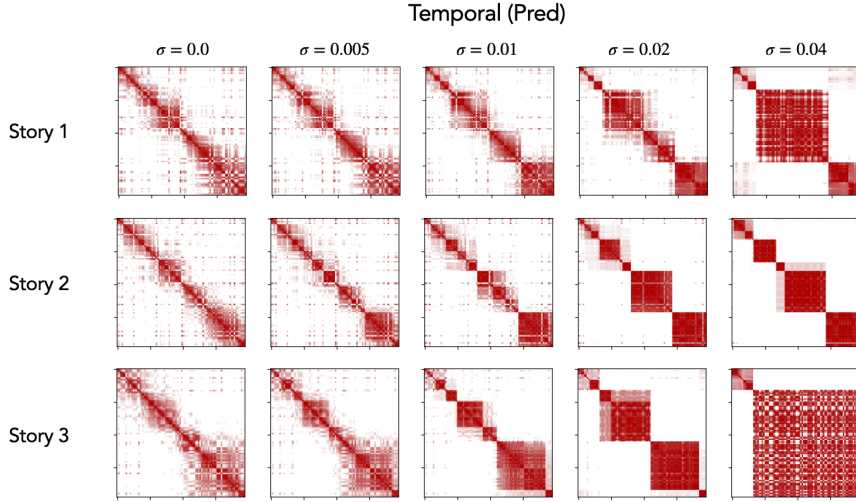 Temporal (Pred)
σ = 0.0 σ = 0.005 σ = 0.01 σ = 0.02 σ = 0.04
Story 1
Story 2
Story 3